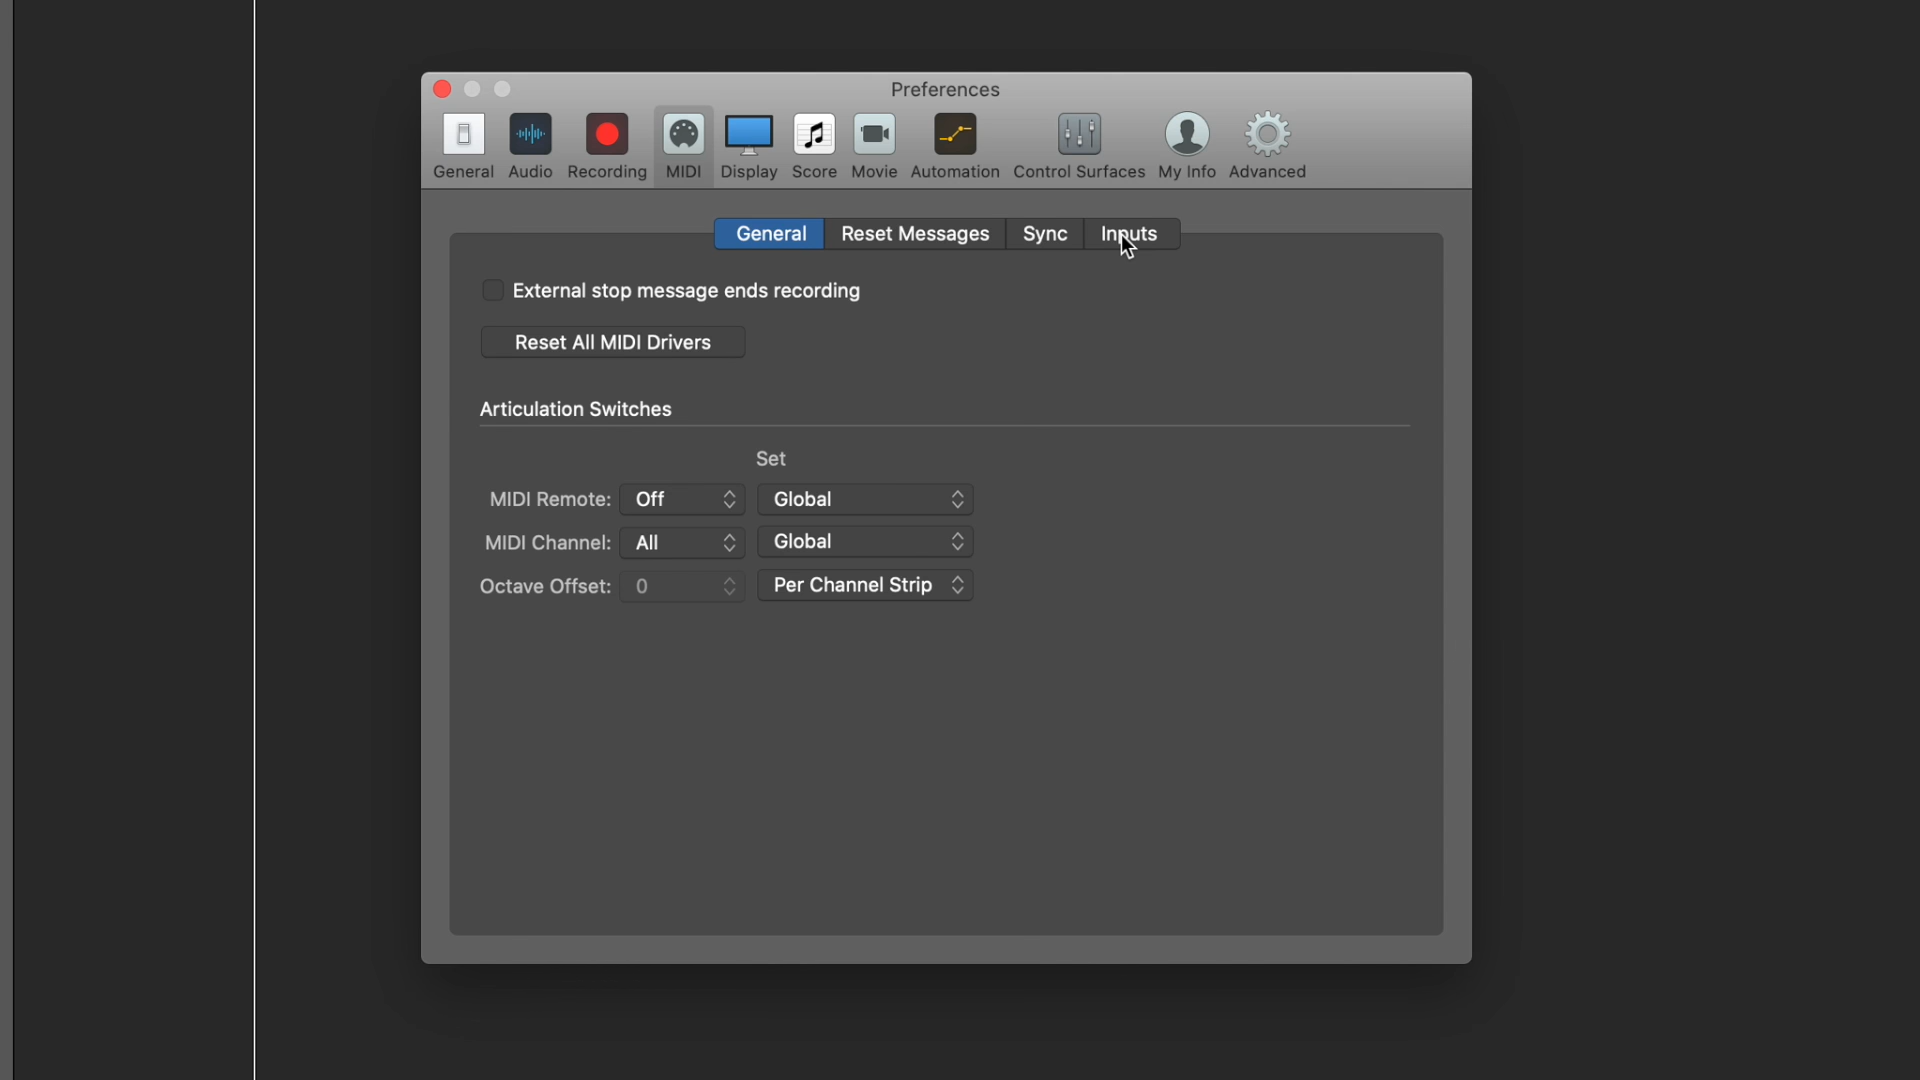 Preferences
General Audio Recording MIDI Display Score Movie Automation Control Surfaces My Info Advanced
General Reset Messages Sync Inputs
External stop message ends recording
Reset All MIDI Drivers
Articulation Switches
Set
MIDI Remote: Off Global
MIDI Channel: All Global
Octave Offset: 0 Per Channel Strip